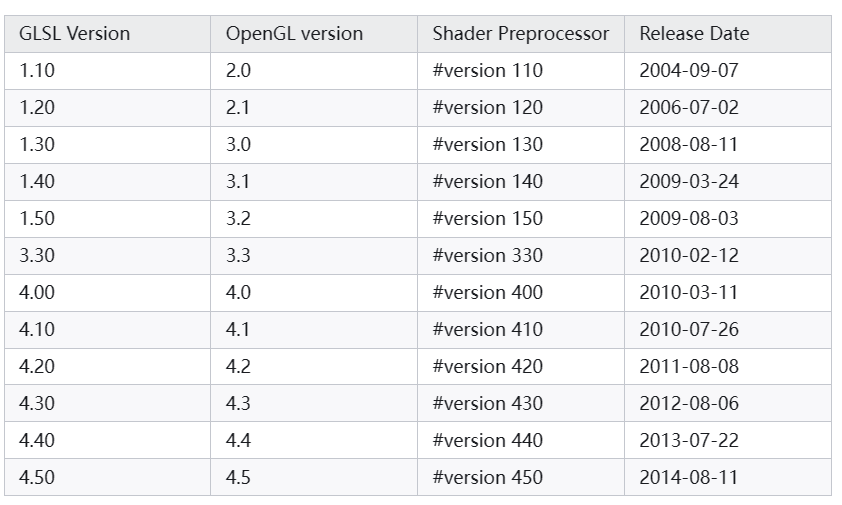 GLSL Version OpenGL version Shader Preprocessor Release Date
1.10 2.0 #version 110 2004-09-07
1.20 2.1 #version 120 2006-07-02
1.30 3.0 #version 130 2008-08-11
1.40 3.1 #version 140 2009-03-24
1.50 3.2 #version 150 2009-08-03
3.30 3.3 #version 330 2010-02-12
4.00 4.0 #version 400 2010-03-11
4.10 4.1 #version 410 2010-07-26
4.20 4.2 #version 420 2011-08-08
4.30 4.3 #version 430 2012-08-06
4.40 4.4 #version 440 2013-07-22
4.50 4.5 #version 450 2014-08-11